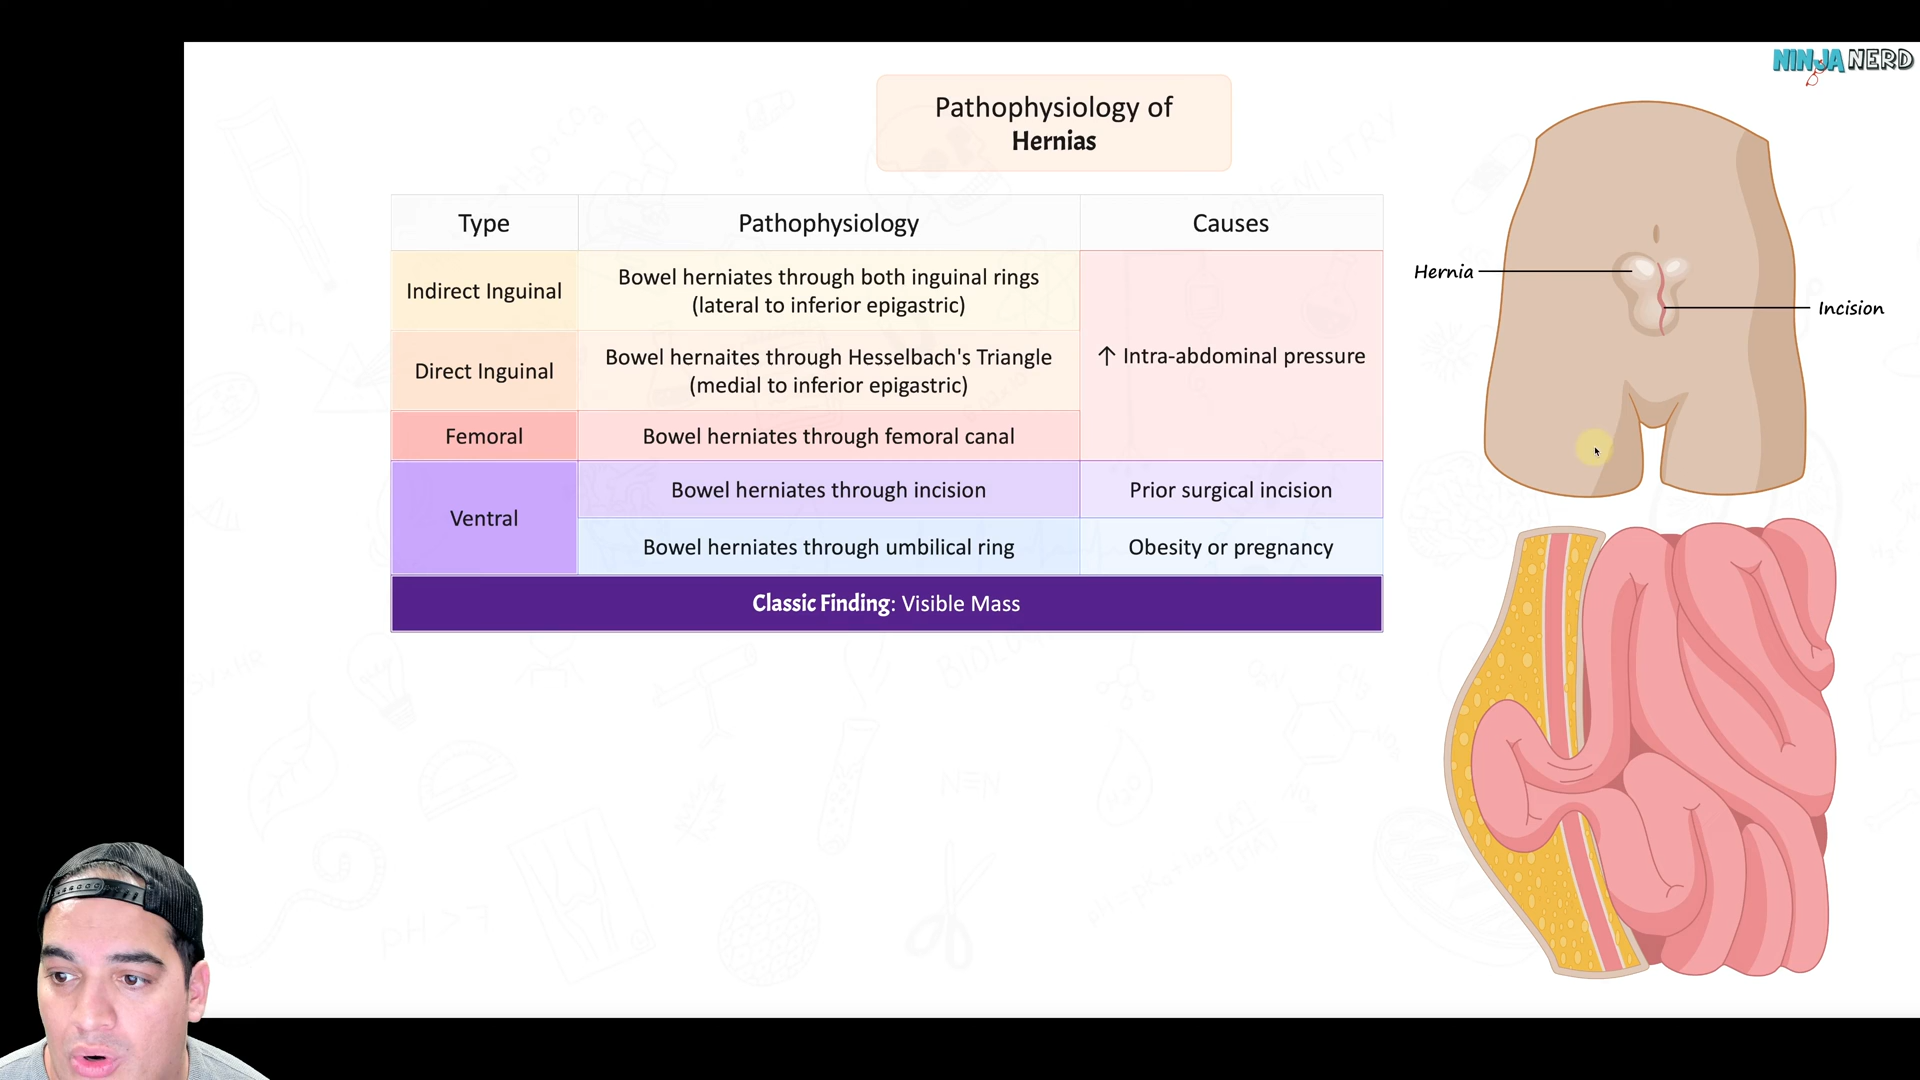 NINJA NERD
Pathophysiology of
Hernias
Type
Pathophysiology
Causes
Indirect Inguinal
Bowel herniates through both inguinal rings
(lateral to inferior epigastric)
↑ Intra-abdominal pressure
Direct Inguinal
Bowel hernaites through Hesselbach's Triangle
(medial to inferior epigastric)
Femoral
Bowel herniates through femoral canal
Ventral
Bowel herniates through incision
Prior surgical incision
Bowel herniates through umbilical ring
Obesity or pregnancy
Classic Finding: Visible Mass
Hernia
Incision
ACh
pH > 7
N≡N